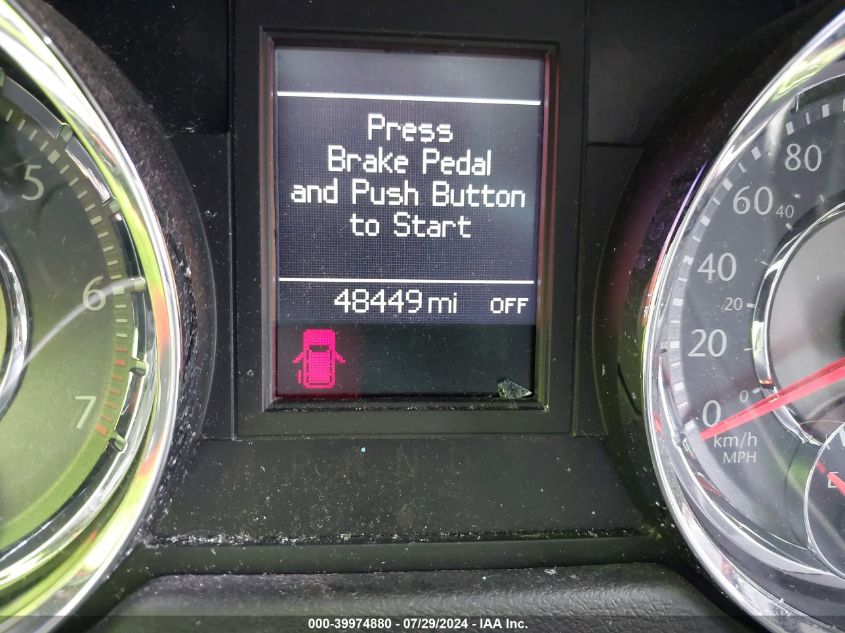 Press
Brake Pedal
and Push Button
to Start
48449 mi OFF
5
6
7
80
60
40
40
20
20
0
0
km/h
MPH
P R N D
000-39974880 / 07/29/2024 - IAA Inc.